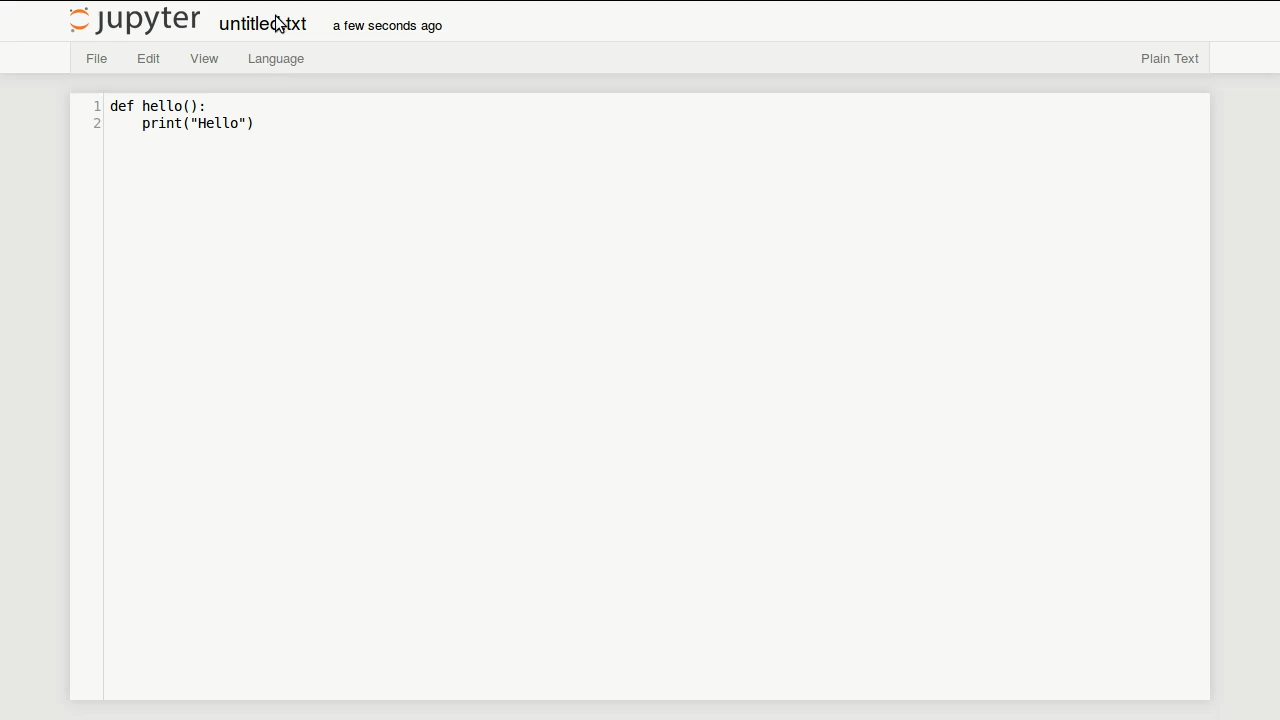 jupyter untitled.txt a few seconds ago
File Edit View Language Plain Text
1 def hello():
2     print("Hello")